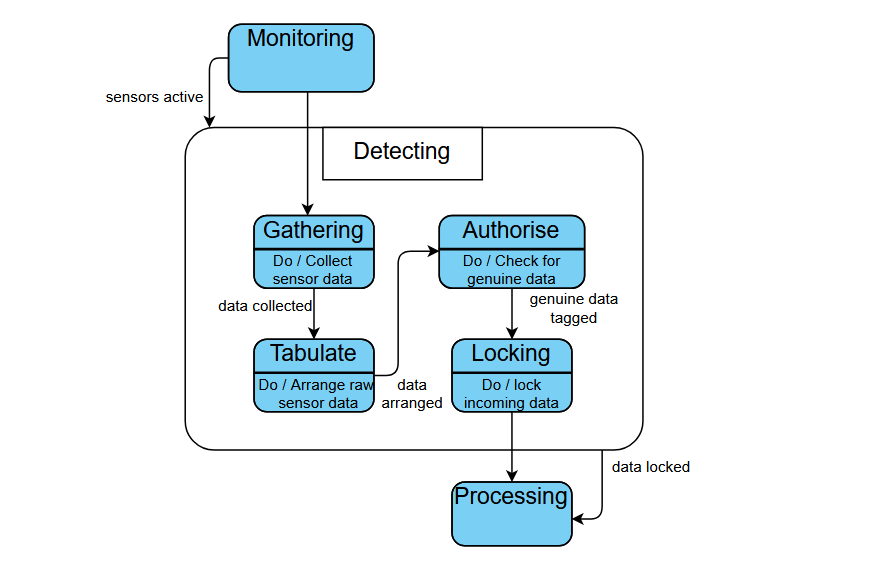 Monitoring
sensors active
Detecting
Gathering
Do / Collect
sensor data
Authorise
Do / Check for
genuine data
data collected
genuine data
tagged
Tabulate
Do / Arrange raw
sensor data
data
arranged
Locking
Do / lock
incoming data
data locked
Processing